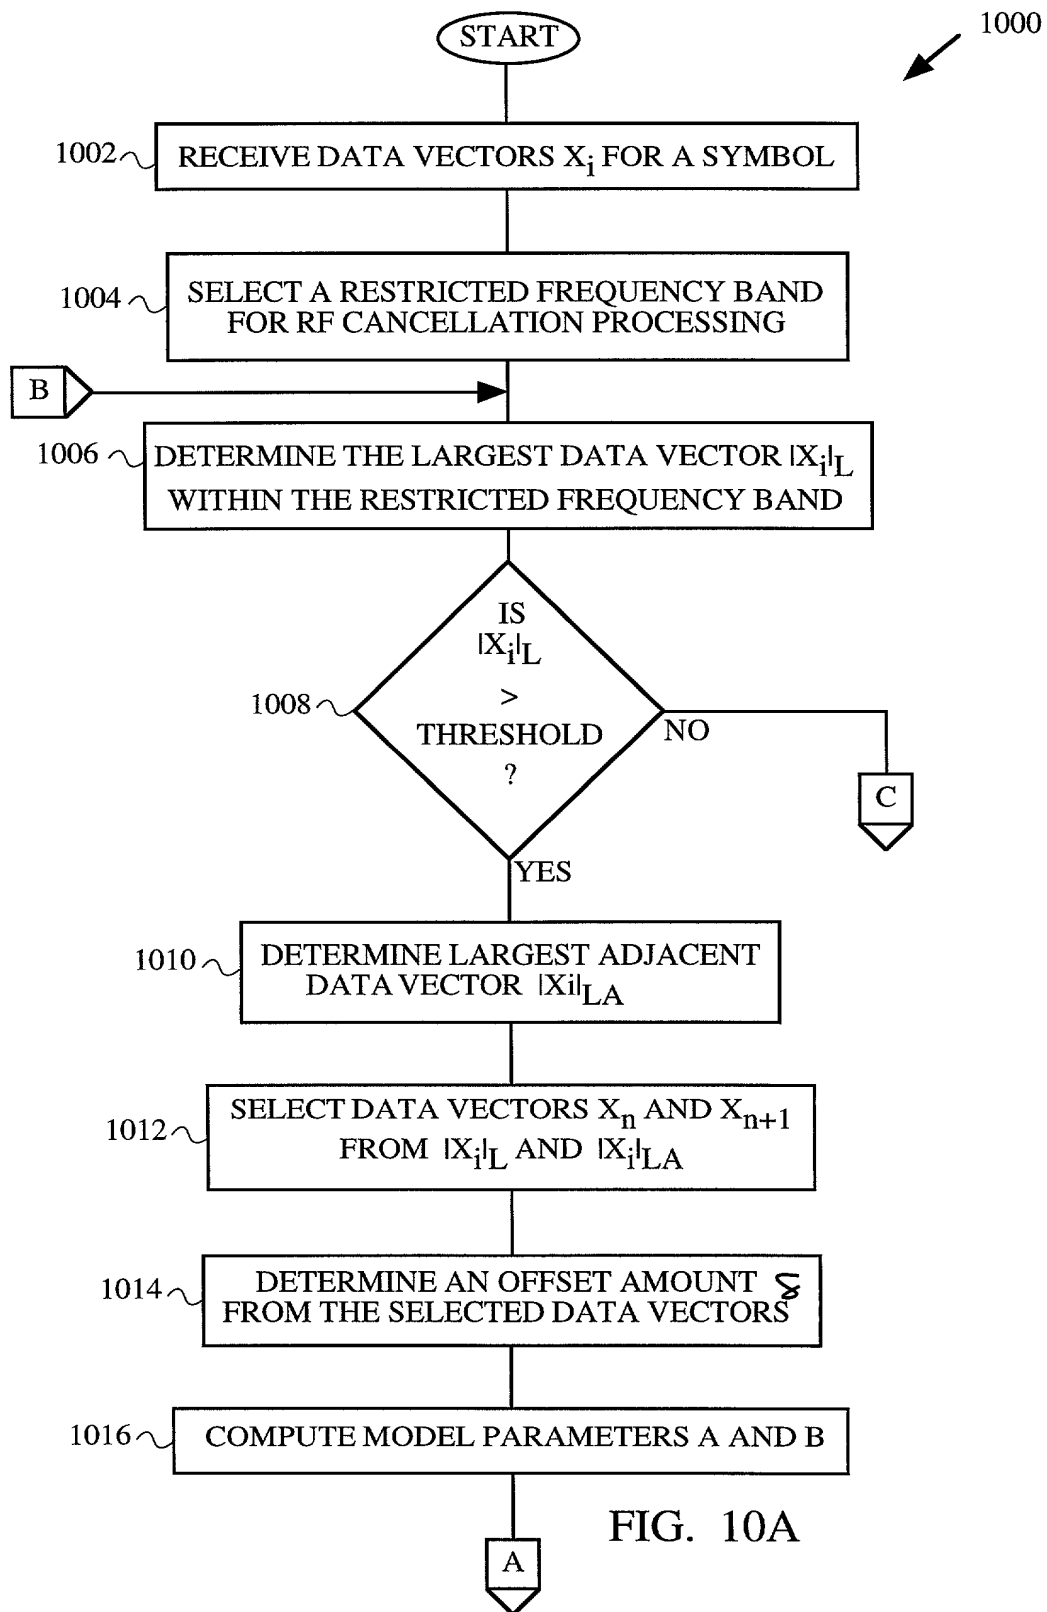 START
1000
1002
RECEIVE DATA VECTORS Xi FOR A SYMBOL
1004
SELECT A RESTRICTED FREQUENCY BAND
FOR RF CANCELLATION PROCESSING
B
1006
DETERMINE THE LARGEST DATA VECTOR |Xi|L
WITHIN THE RESTRICTED FREQUENCY BAND
1008
IS
|Xi|L
>
THRESHOLD
?
NO
C
YES
1010
DETERMINE LARGEST ADJACENT
DATA VECTOR |Xi|LA
1012
SELECT DATA VECTORS Xn AND Xn+1
FROM |Xi|L AND |Xi|LA
1014
DETERMINE AN OFFSET AMOUNT
FROM THE SELECTED DATA VECTORS
1016
COMPUTE MODEL PARAMETERS A AND B
FIG. 10A
A